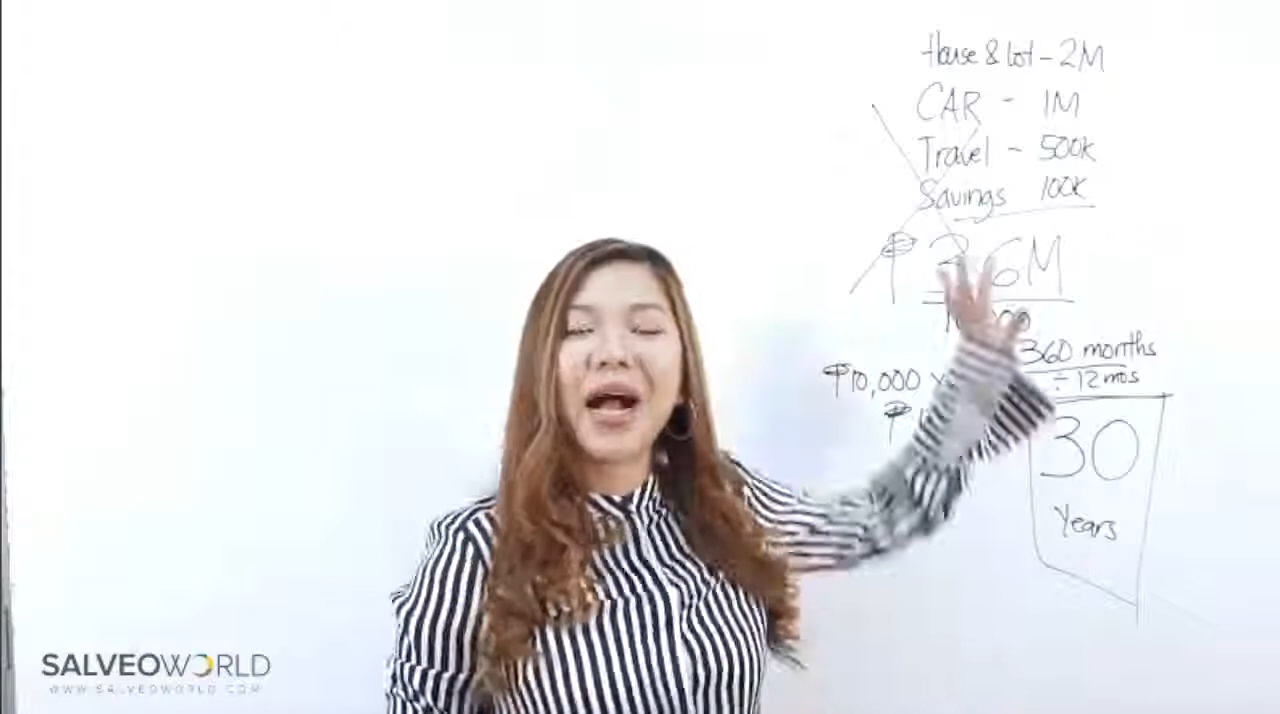 House & lot - 2M
CAR - 1M
Travel - 500K
Savings 100K
₱ 3.6M
360 months
₱10,000 x
÷ 12 mos
₱1
30
Years
SALVEOWORLD
WWW.SALVEOWORLD.COM